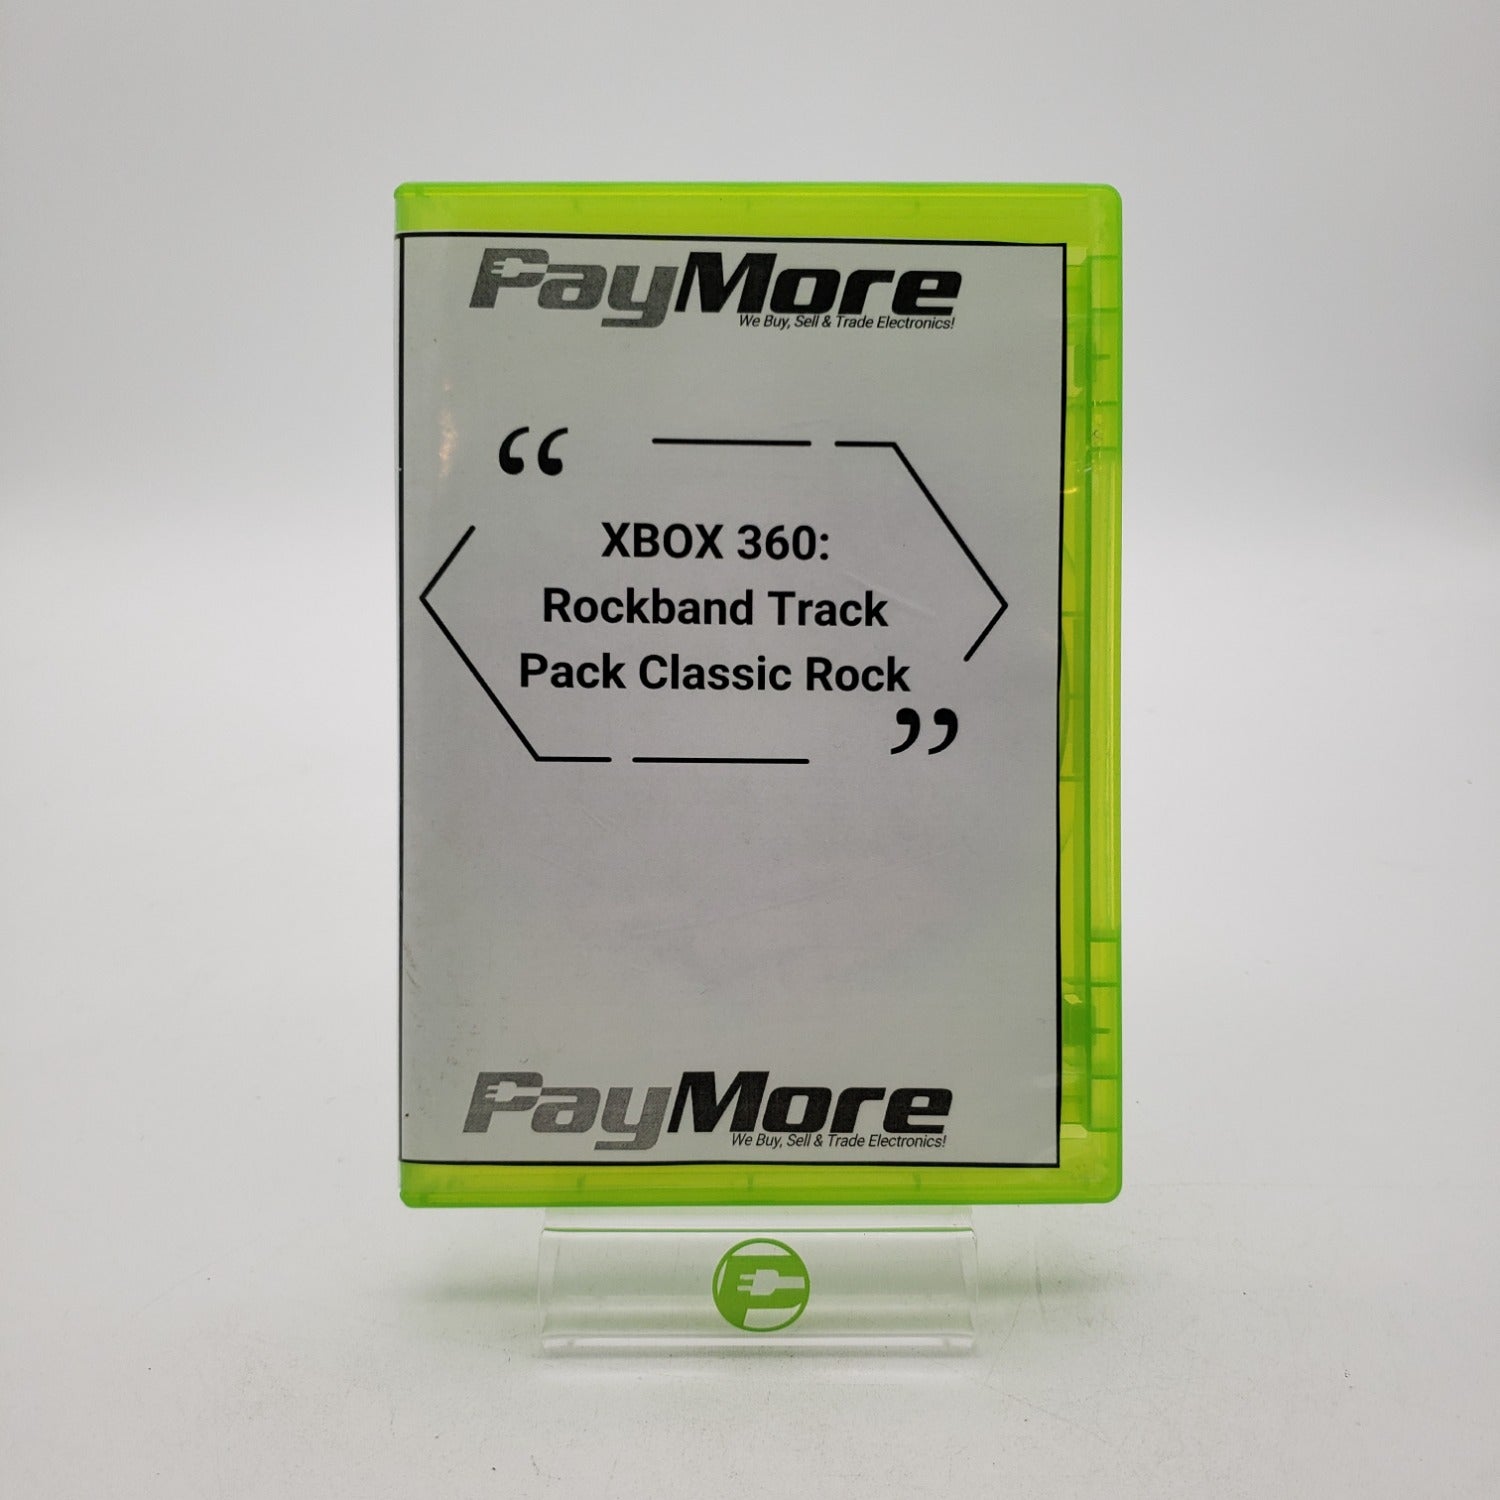 PayMore
We Buy, Sell & Trade Electronics!
“
XBOX 360:
Rockband Track
Pack Classic Rock
”
PayMore
We Buy, Sell & Trade Electronics!
P